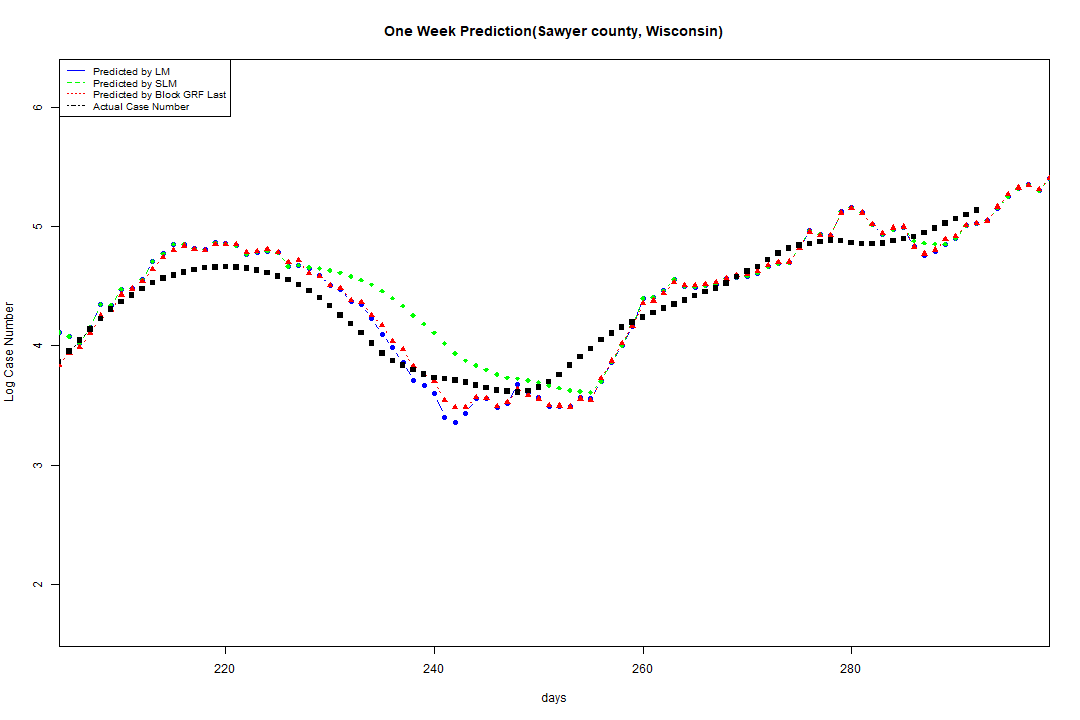 One Week Prediction(Sawyer county, Wisconsin)
Predicted by LM
Predicted by SLM
Predicted by Block GRF Last
Actual Case Number
Log Case Number
6
5
4
3
2
220 240 260 280
days